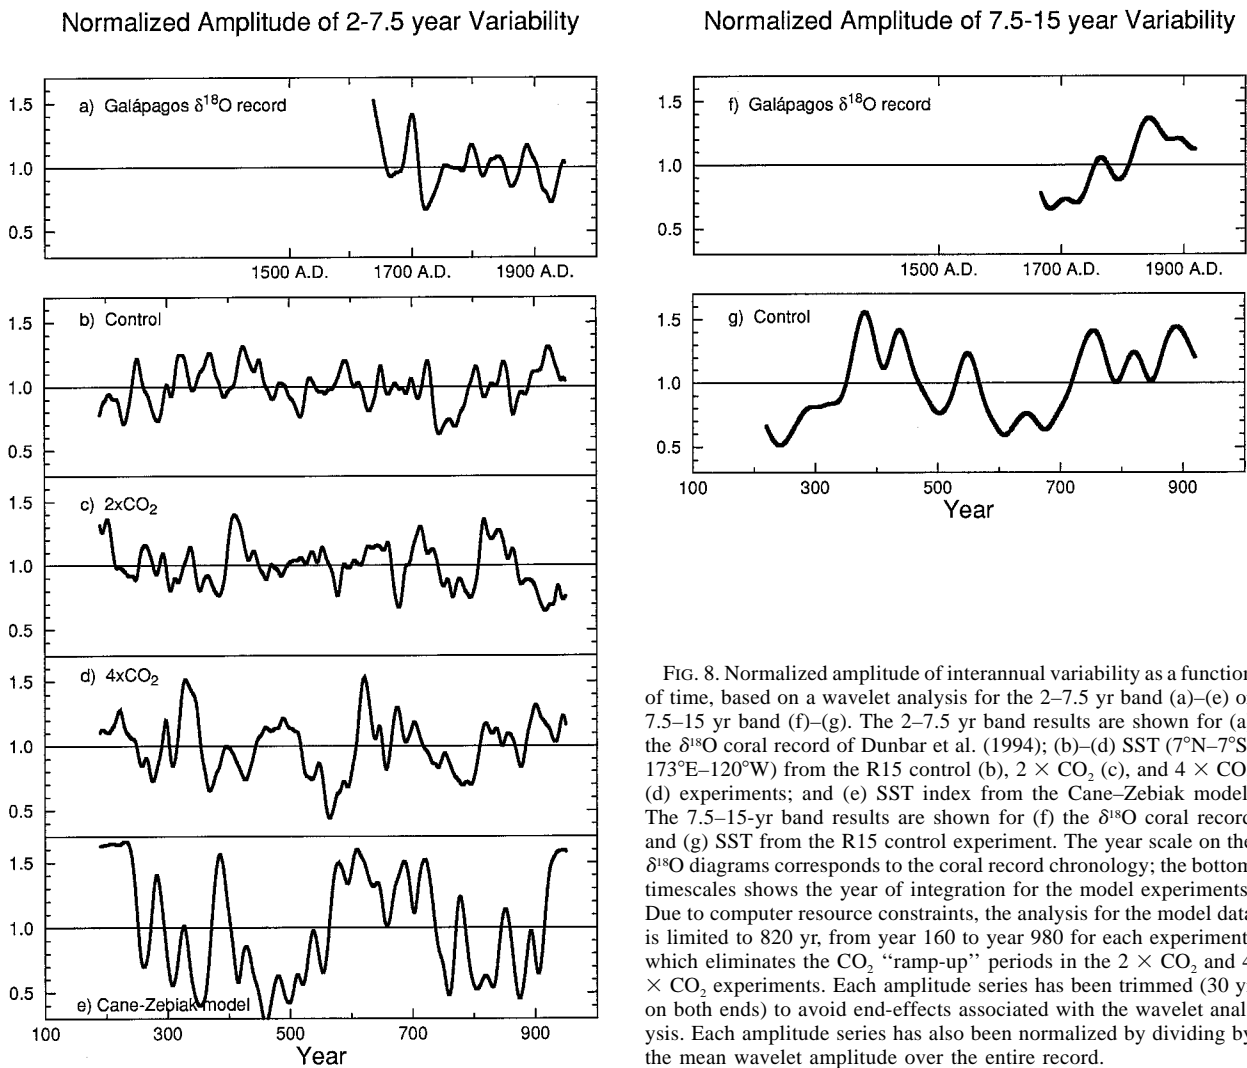 Normalized Amplitude of 2-7.5 year Variability
1.5
1.0
0.5
a) Galápagos δ¹⁸O record
1500 A.D. 1700 A.D. 1900 A.D.
1.5
1.0
0.5
b) Control
1.5
1.0
0.5
c) 2xCO₂
1.5
1.0
0.5
d) 4xCO₂
1.5
1.0
0.5
e) Cane-Zebiak model
100 300 500 700 900
Year
Normalized Amplitude of 7.5-15 year Variability
1.5
1.0
0.5
f) Galápagos δ¹⁸O record
1500 A.D. 1700 A.D. 1900 A.D.
1.5
1.0
0.5
g) Control
100 300 500 700 900
Year
FIG. 8. Normalized amplitude of interannual variability as a function
of time, based on a wavelet analysis for the 2–7.5 yr band (a)–(e) o
7.5–15 yr band (f)–(g). The 2–7.5 yr band results are shown for (a
the δ¹⁸O coral record of Dunbar et al. (1994); (b)–(d) SST (7°N–7°S
173°E–120°W) from the R15 control (b), 2 × CO₂ (c), and 4 × CO
(d) experiments; and (e) SST index from the Cane–Zebiak model
The 7.5–15-yr band results are shown for (f) the δ¹⁸O coral record
and (g) SST from the R15 control experiment. The year scale on the
δ¹⁸O diagrams corresponds to the coral record chronology; the bottom
timescales shows the year of integration for the model experiments
Due to computer resource constraints, the analysis for the model data
is limited to 820 yr, from year 160 to year 980 for each experiment
which eliminates the CO₂ ‘‘ramp-up’’ periods in the 2 × CO₂ and 4
× CO₂ experiments. Each amplitude series has been trimmed (30 y
on both ends) to avoid end-effects associated with the wavelet anal
ysis. Each amplitude series has also been normalized by dividing by
the mean wavelet amplitude over the entire record.